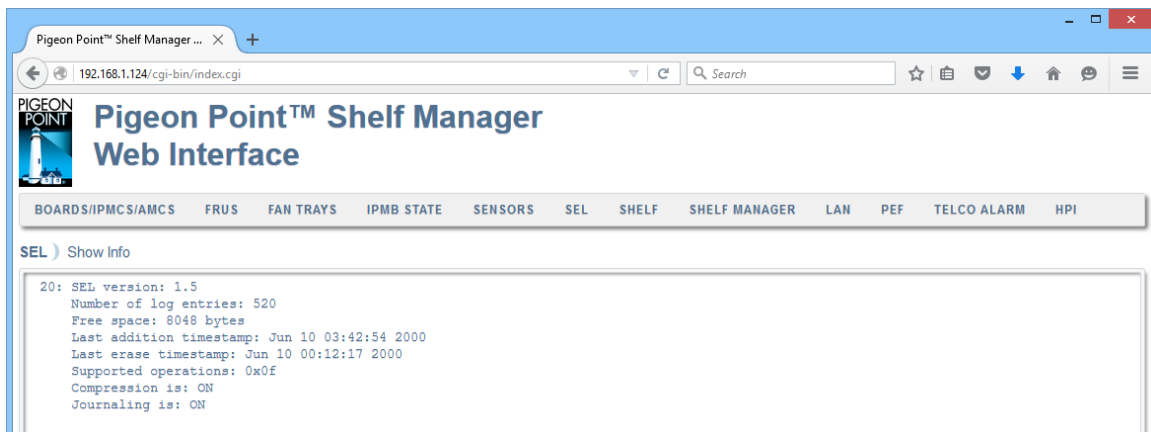 Pigeon Point™ Shelf Manager ...
192.168.1.124/cgi-bin/index.cgi
Search
PIGEON
POINT
Pigeon Point™ Shelf Manager
Web Interface
BOARDS/IPMCS/AMCS FRUS FAN TRAYS IPMB STATE SENSORS SEL SHELF SHELF MANAGER LAN PEF TELCO ALARM HPI
SEL Show Info
20: SEL version: 1.5
Number of log entries: 520
Free space: 8048 bytes
Last addition timestamp: Jun 10 03:42:54 2000
Last erase timestamp: Jun 10 00:12:17 2000
Supported operations: 0x0f
Compression is: ON
Journaling is: ON